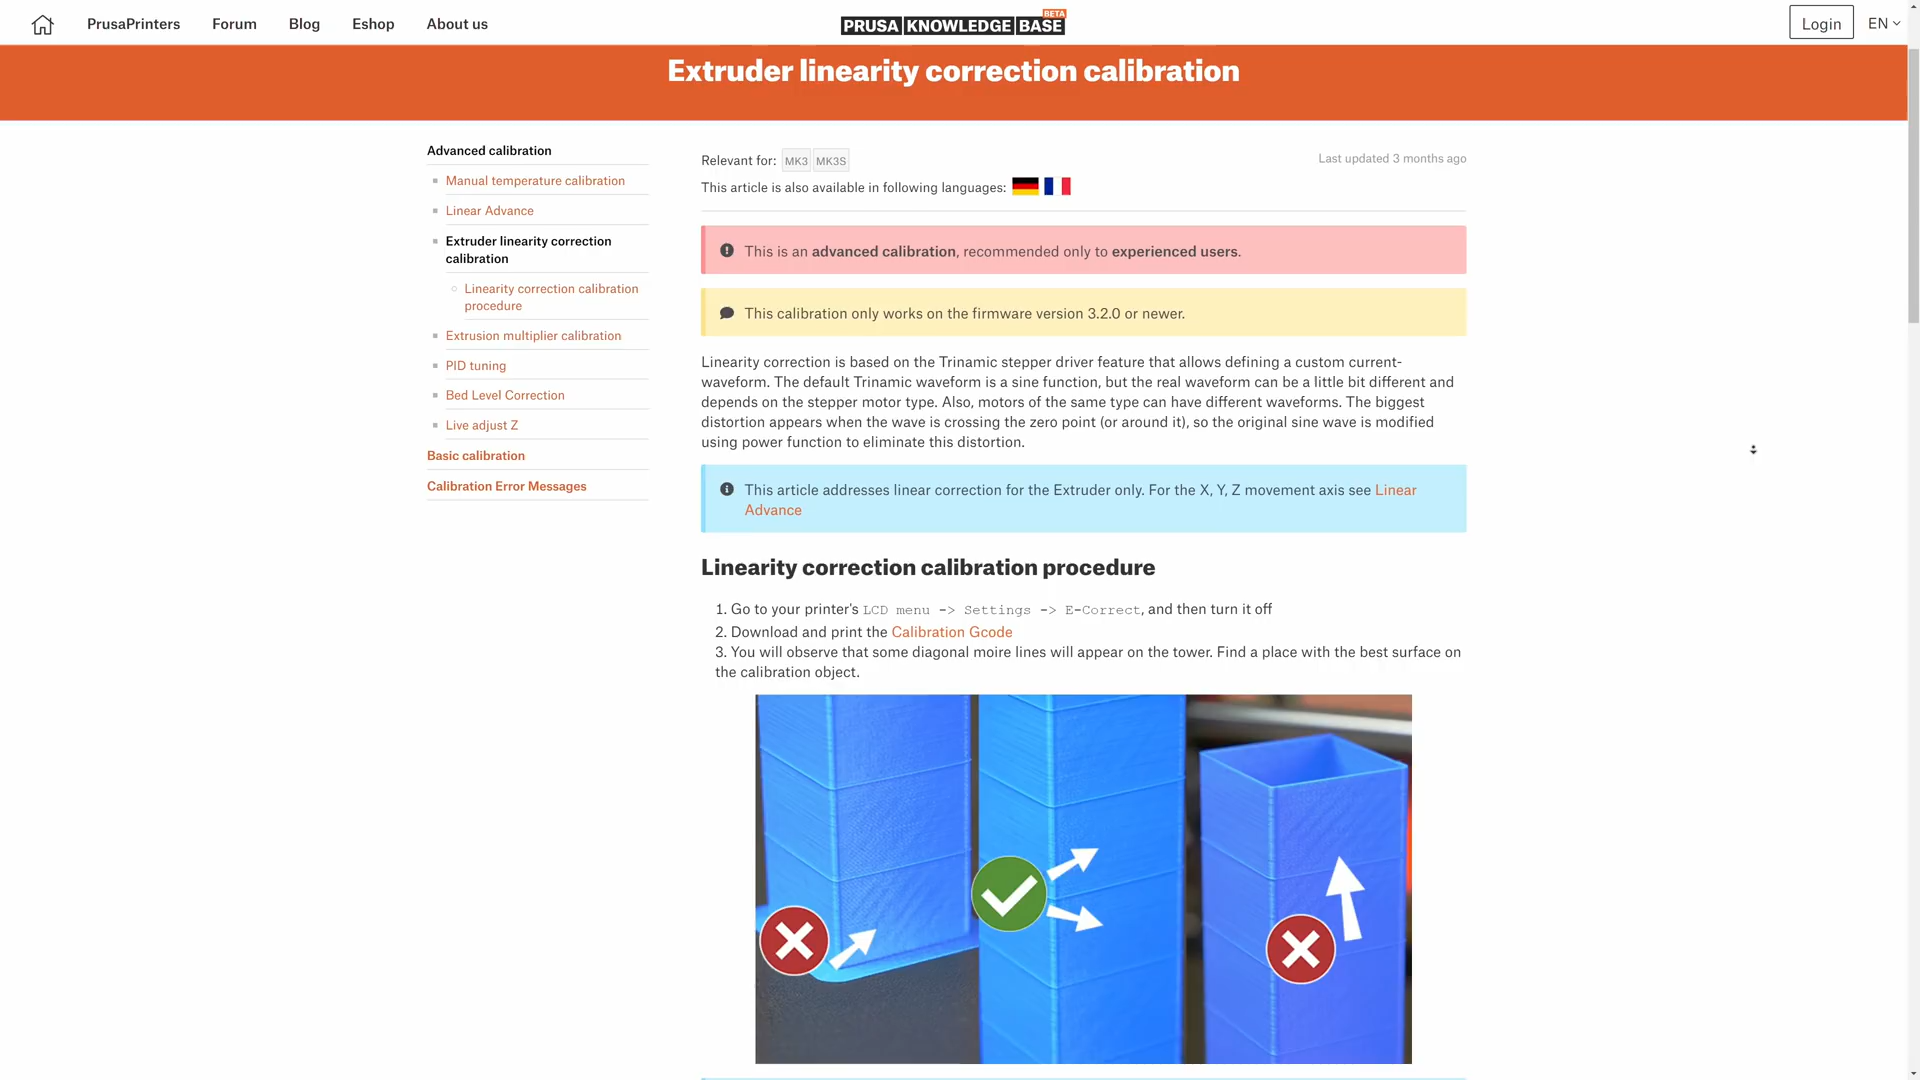 PrusaPrinters
Forum
Blog
Eshop
About us
PRUSA KNOWLEDGE BASE
BETA
Login
EN
Extruder linearity correction calibration
Advanced calibration
Manual temperature calibration
Linear Advance
Extruder linearity correction
calibration
Linearity correction calibration
procedure
Extrusion multiplier calibration
PID tuning
Bed Level Correction
Live adjust Z
Basic calibration
Calibration Error Messages
Relevant for: MK3 MK3S
Last updated 3 months ago
This article is also available in following languages:
This is an advanced calibration, recommended only to experienced users.
This calibration only works on the firmware version 3.2.0 or newer.
Linearity correction is based on the Trinamic stepper driver feature that allows defining a custom current-
waveform. The default Trinamic waveform is a sine function, but the real waveform can be a little bit different and
depends on the stepper motor type. Also, motors of the same type can have different waveforms. The biggest
distortion appears when the wave is crossing the zero point (or around it), so the original sine wave is modified
using power function to eliminate this distortion.
This article addresses linear correction for the Extruder only. For the X, Y, Z movement axis see Linear
Advance
Linearity correction calibration procedure
1. Go to your printer's LCD menu -> Settings -> E-Correct, and then turn it off
2. Download and print the Calibration Gcode
3. You will observe that some diagonal moire lines will appear on the tower. Find a place with the best surface on
the calibration object.